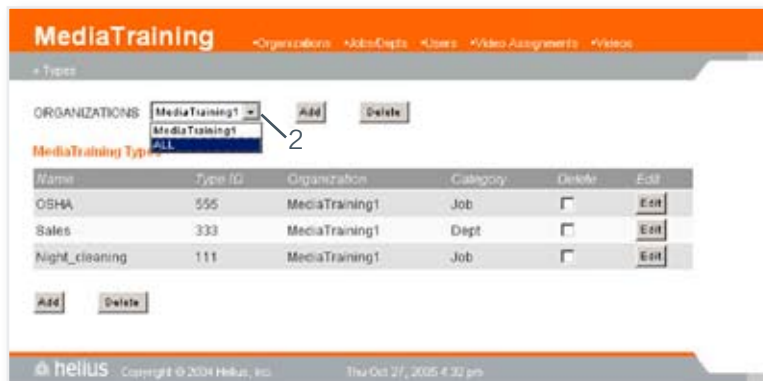 MediaTraining
•Organizations •Jobs/Depts •Users •Video Assignments •Videos
» Types
ORGANIZATIONS MediaTraining1 Add Delete
MediaTraining1
ALL
2
MediaTraining Types
Name Type ID Organization Category Delete Edit
OSHA 555 MediaTraining1 Job Edit
Sales 333 MediaTraining1 Dept Edit
Night_cleaning 111 MediaTraining1 Job Edit
Add Delete
helius Copyright © 2004 Helius, Inc. Thu Oct 27, 2005 4:32 pm